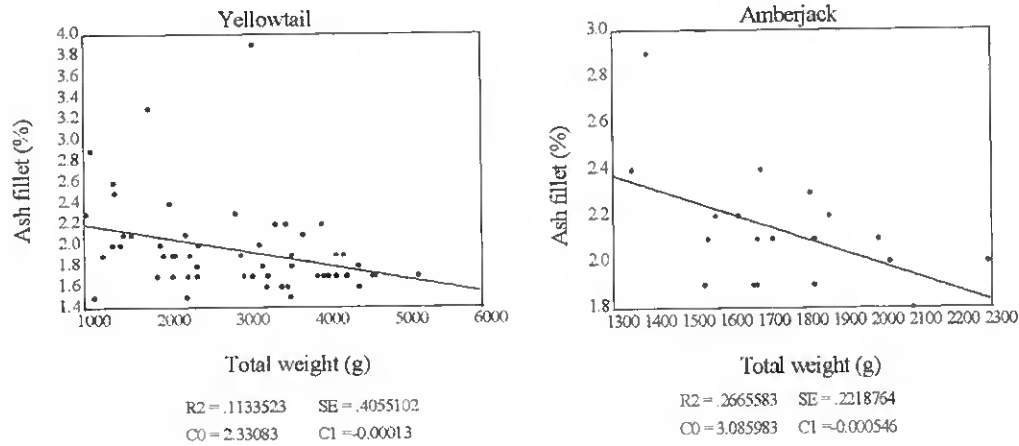 Yellowtail
Ash fillet (%)
4.0
3.8
3.6
3.4
3.2
3.0
2.8
2.6
2.4
2.2
2.0
1.8
1.6
1.4
1000 2000 3000 4000 5000 6000
Total weight (g)
R2 = .1133523 SE = .4055102
C0 = 2.33083 C1 =-0.00013
Amberjack
Ash fillet (%)
3.0
2.8
2.6
2.4
2.2
2.0
1.8
1300 1400 1500 1600 1700 1800 1900 2000 2100 2200 2300
Total weight (g)
R2 = .2665583 SE = .2218764
C0 = 3.085983 C1 = -0.000546